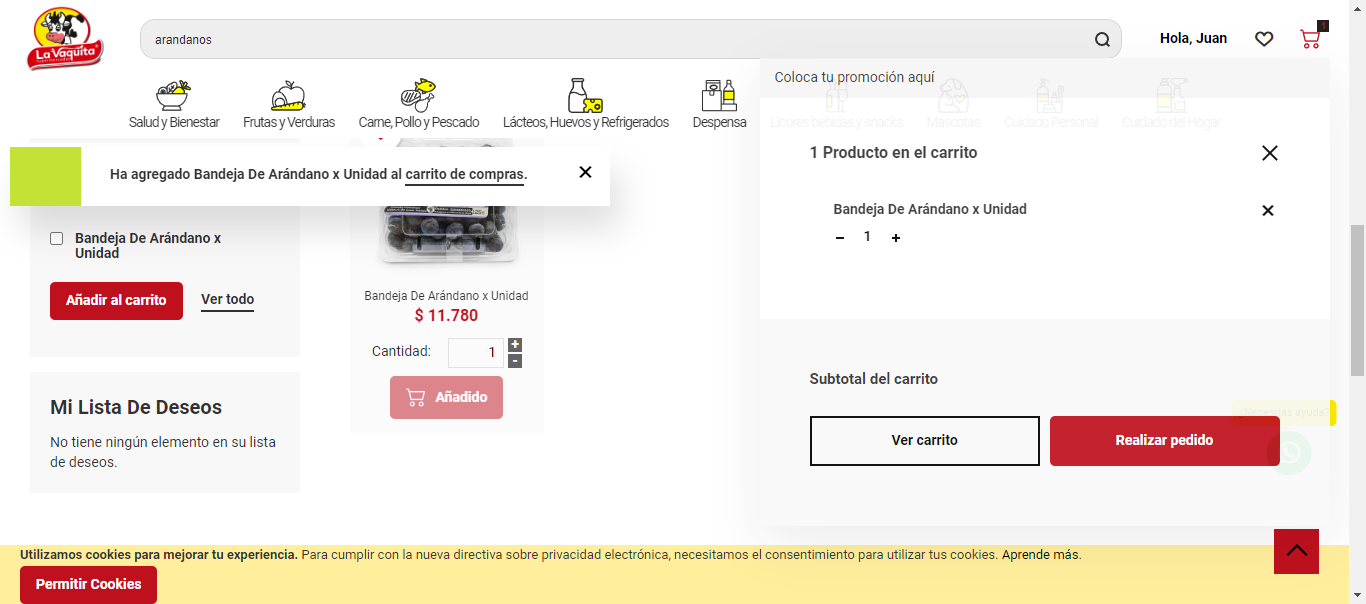 La Vaquita
arandanos
Hola, Juan
1
Coloca tu promoción aquí
Salud y Bienestar
Frutas y Verduras
Carne, Pollo y Pescado
Lácteos, Huevos y Refrigerados
Despensa
Licores bebidas y snacks
Mascotas
Cuidado Personal
Cuidado del Hogar
Ha agregado Bandeja De Arándano x Unidad al carrito de compras.
1 Producto en el carrito
Bandeja De Arándano x Unidad
- 1 +
Bandeja De Arándano x
Unidad
Añadir al carrito
Ver todo
Bandeja De Arándano x Unidad
$ 11.780
Cantidad:
1
+
-
Añadido
Subtotal del carrito
Ver carrito
Realizar pedido
¿Necesitas ayuda?
Mi Lista De Deseos
No tiene ningún elemento en su lista
de deseos.
Utilizamos cookies para mejorar tu experiencia. Para cumplir con la nueva directiva sobre privacidad electrónica, necesitamos el consentimiento para utilizar tus cookies. Aprende más.
Permitir Cookies